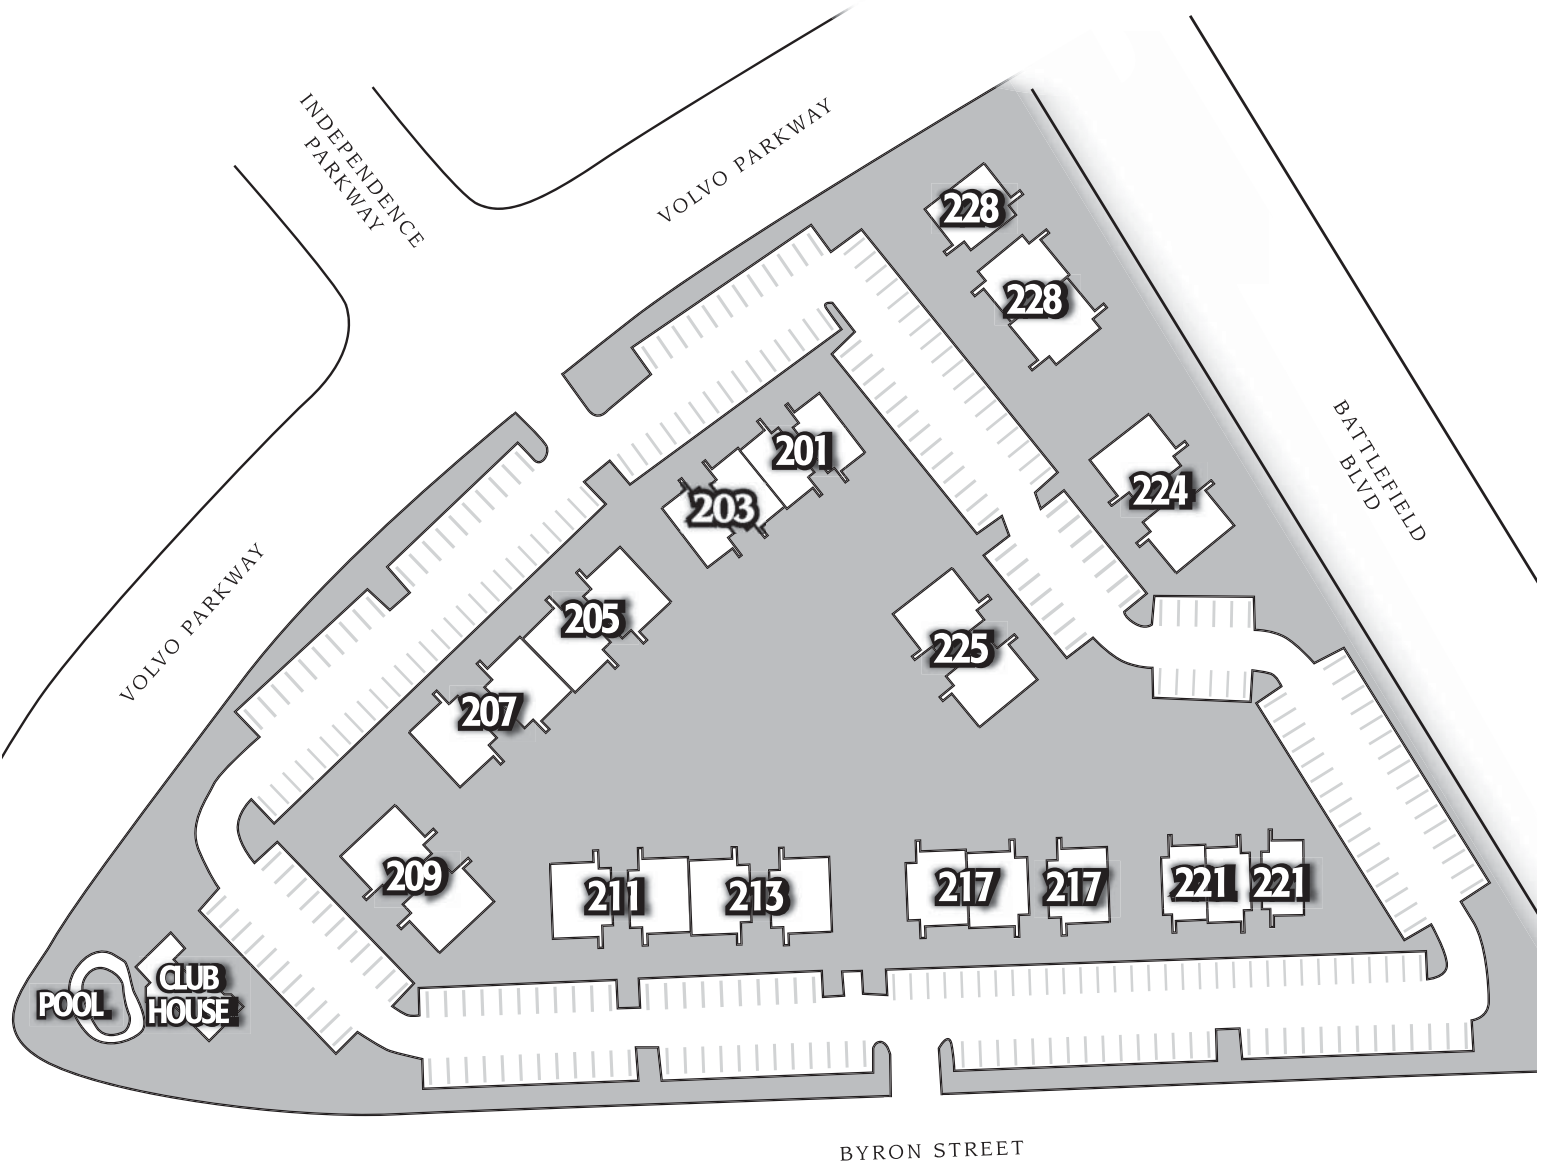 INDEPENDENCE
PARKWAY
VOLVO PARKWAY
228
228
BATTLEFIELD
BLVD
201
203
224
VOLVO PARKWAY
205
225
207
209
211
213
217
217
221
221
POOL
CLUB
HOUSE
BYRON STREET